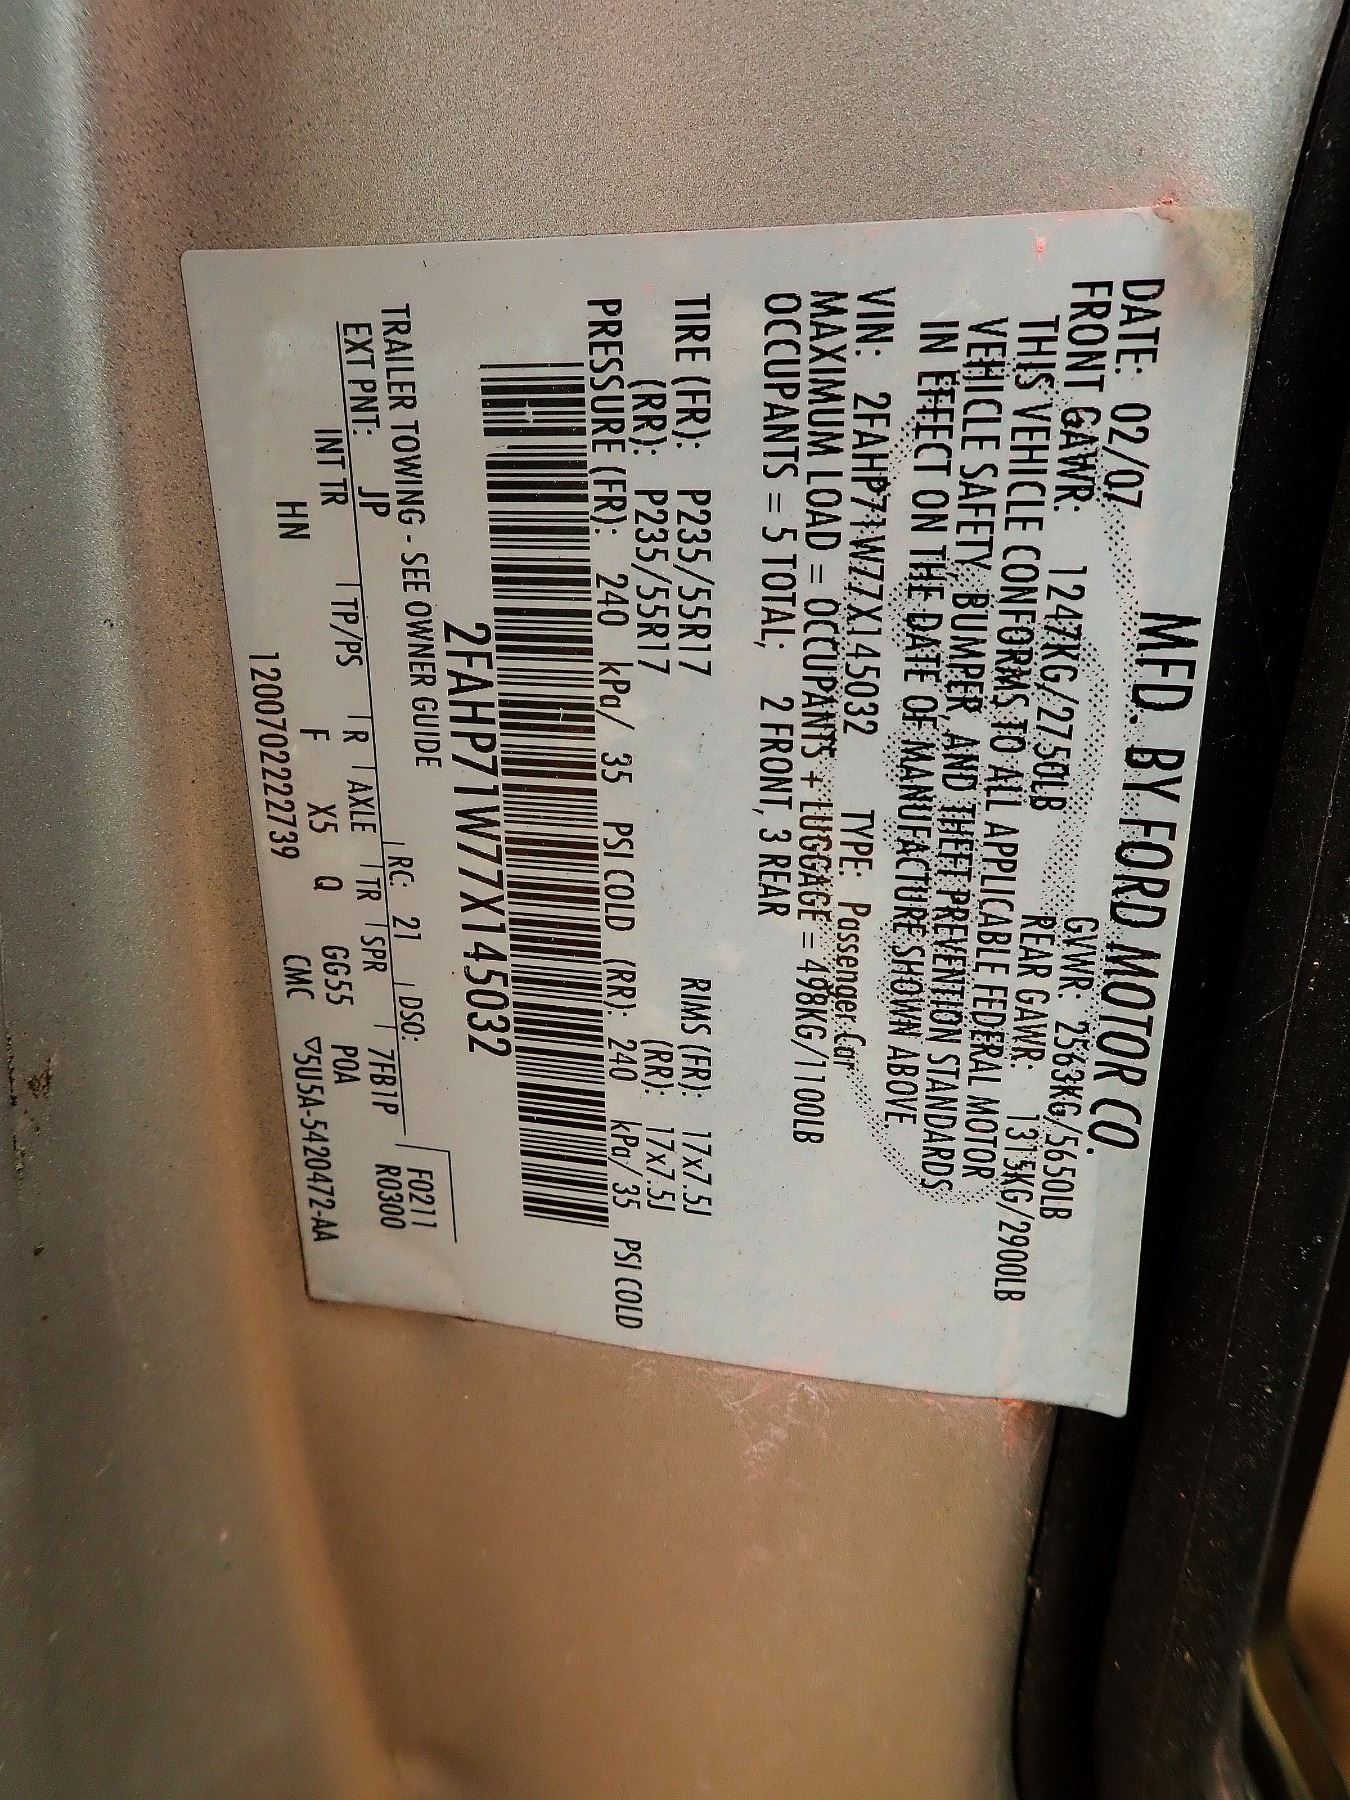 MFD. BY FORD MOTOR CO.
DATE: 02/07 GVWR: 2563KG/5650LB
FRONT GAWR: 1247KG/2750LB REAR GAWR: 1315KG/2900LB
THIS VEHICLE CONFORMS TO ALL APPLICABLE FEDERAL MOTOR
VEHICLE SAFETY, BUMPER, AND THEFT PREVENTION STANDARDS
IN EFFECT ON THE DATE OF MANUFACTURE SHOWN ABOVE.
VIN: 2FAHP71W77X145032 TYPE: Passenger Car
MAXIMUM LOAD = OCCUPANTS + LUGGAGE = 498KG/1100LB
OCCUPANTS = 5 TOTAL, 2 FRONT, 3 REAR
TIRE (FR): P235/55R17 RIMS (FR): 17x7.5J
(RR): P235/55R17 (RR): 17x7.5J
PRESSURE (FR): 240 kPa/ 35 PSI COLD (RR): 240 kPa/ 35 PSI COLD
2FAHP71W77X145032
TRAILER TOWING - SEE OWNER GUIDE RC: 21 DSO: F0211
EXT PNT: JP R0300
INT TR TP/PS R AXLE TR SPR 7FB1P
HN F X5 Q GG55 POA
12007022222739 CMC ▽5U5A-5420472-AA